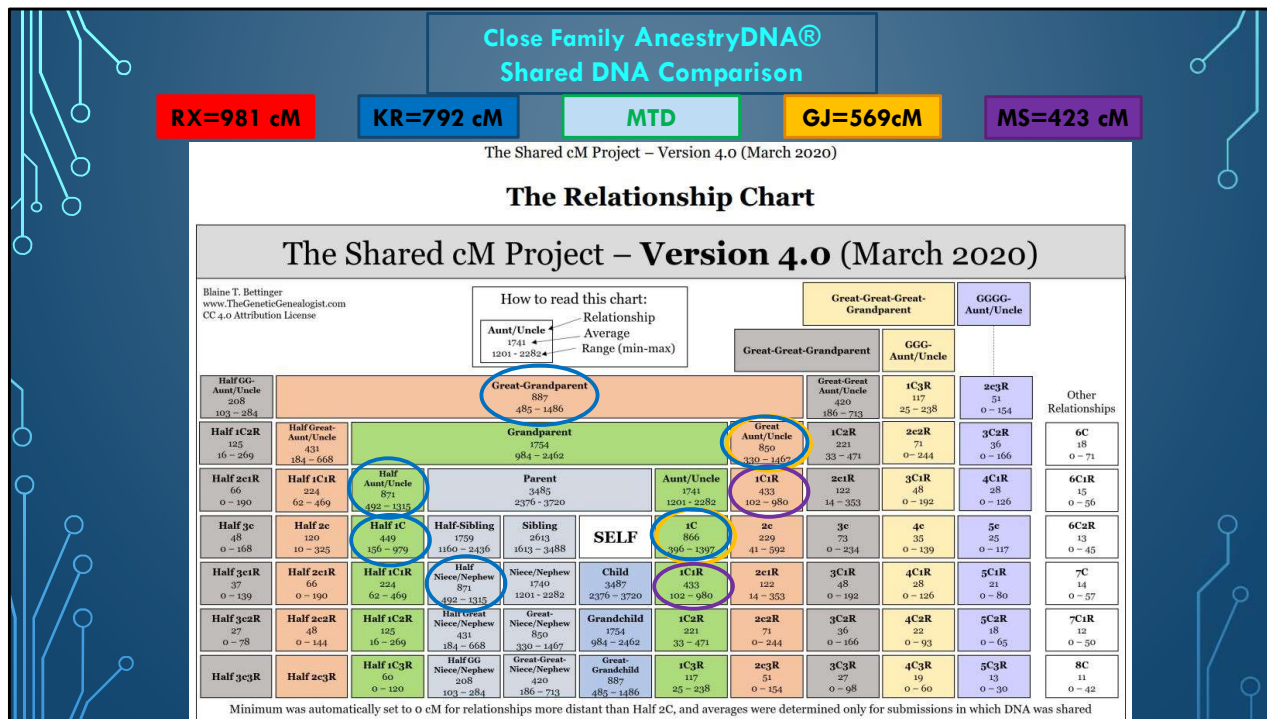 Close Family AncestryDNA®
Shared DNA Comparison
RX=981 cM
KR=792 cM
MTD
GJ=569cM
MS=423 cM
The Shared cM Project – Version 4.0 (March 2020)
The Relationship Chart
The Shared cM Project – Version 4.0 (March 2020)
Blaine T. Bettinger
www.TheGeneticGenealogist.com
CC 4.0 Attribution License
How to read this chart:
Relationship
Average
Range (min-max)
Aunt/Uncle
1741
1201 - 2282
Great-Great-Great-
Grandparent
GGGG-
Aunt/Uncle
Great-Great-Grandparent
GGG-
Aunt/Uncle
Half GG-
Aunt/Uncle
208
103 – 284
Great-Grandparent
887
485 – 1486
Great-Great
Aunt/Uncle
420
186 – 713
1C3R
117
25 – 238
2c3R
51
0 – 154
Other
Relationships
Half 1C2R
125
16 – 269
Half Great-
Aunt/Uncle
431
184 – 668
Grandparent
1754
984 – 2462
Great
Aunt/Uncle
850
330 – 1467
1C2R
221
33 – 471
2c2R
71
0 – 244
3C2R
36
0 – 166
6C
18
0 – 71
Half 2c1R
66
0 – 190
Half 1C1R
224
62 – 469
Half
Aunt/Uncle
871
492 – 1315
Parent
3485
2376 - 3720
Aunt/Uncle
1741
1201 - 2282
1C1R
433
102 – 980
2c1R
122
14 – 353
3C1R
48
0 – 192
4C1R
28
0 – 126
6C1R
15
0 – 56
Half 3c
48
0 – 168
Half 2c
120
10 – 325
Half 1C
449
156 – 979
Half-Sibling
1759
1160 – 2436
Sibling
2613
1613 – 3488
SELF
1C
866
396 – 1397
2c
229
41 – 592
3c
73
0 – 234
4c
35
0 – 139
5c
25
0 – 117
6C2R
13
0 – 45
Half 3c1R
37
0 – 139
Half 2c1R
66
0 – 190
Half 1C1R
224
62 – 469
Half
Niece/Nephew
871
492 – 1315
Niece/Nephew
1740
1201 – 2282
Child
3487
2376 – 3720
1C1R
433
102 – 980
2c1R
122
14 – 353
3C1R
48
0 – 192
4C1R
28
0 – 126
5C1R
21
0 – 80
7C
14
0 – 57
Half 3c2R
27
0 – 78
Half 2c2R
48
0 – 144
Half 1C2R
125
16 – 269
Half Great
Niece/Nephew
431
184 – 668
Great-
Niece/Nephew
850
330 – 1467
Grandchild
1754
984 – 2462
1C2R
221
33 – 471
2c2R
71
0 – 244
3C2R
36
0 – 166
4C2R
22
0 – 93
5C2R
18
0 – 65
7C1R
12
0 – 50
Half 3c3R
Half 2c3R
Half 1C3R
60
0 – 120
Half GG
Niece/Nephew
208
103 – 284
Great-Great-
Niece/Nephew
420
186 – 713
Great-
Grandchild
887
485 – 1486
1C3R
117
25 – 238
2c3R
51
0 – 154
3C3R
27
0 – 98
4C3R
19
0 – 60
5C3R
13
0 – 30
8C
11
0 – 42
Minimum was automatically set to 0 cM for relationships more distant than Half 2C, and averages were determined only for submissions in which DNA was shared